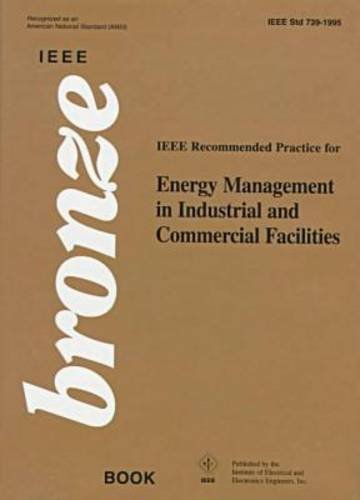 Recognized as an
American National Standard (ANSI)
IEEE Std 739-1995
IEEE
bronze
BOOK
IEEE Recommended Practice for
Energy Management
in Industrial and
Commercial Facilities
IEEE
Published by the
Institute of Electrical and
Electronics Engineers, Inc.